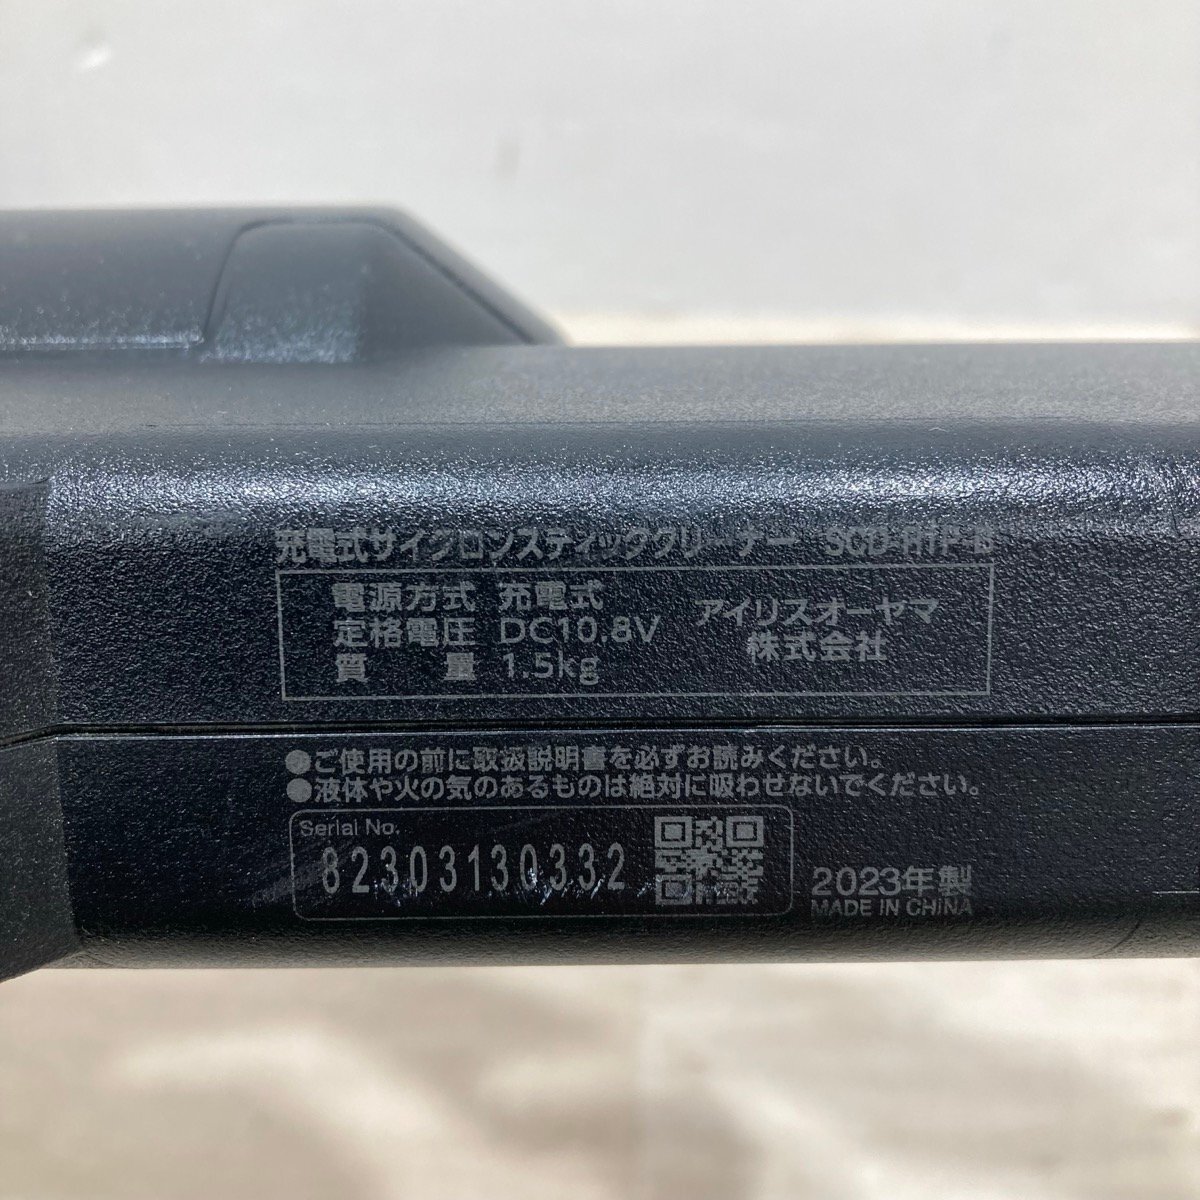 充電式サイクロンスティッククリーナー SCD-R1P-B
電源方式 充電式
定格電圧 DC10.8V
質 量 1.5kg
アイリスオーヤマ
株式会社
●ご使用の前に取扱説明書を必ずお読みください。
●液体や火の気のあるものは絶対に吸わせないでください。
Serial No.
82303130332
2023年製
MADE IN CHINA